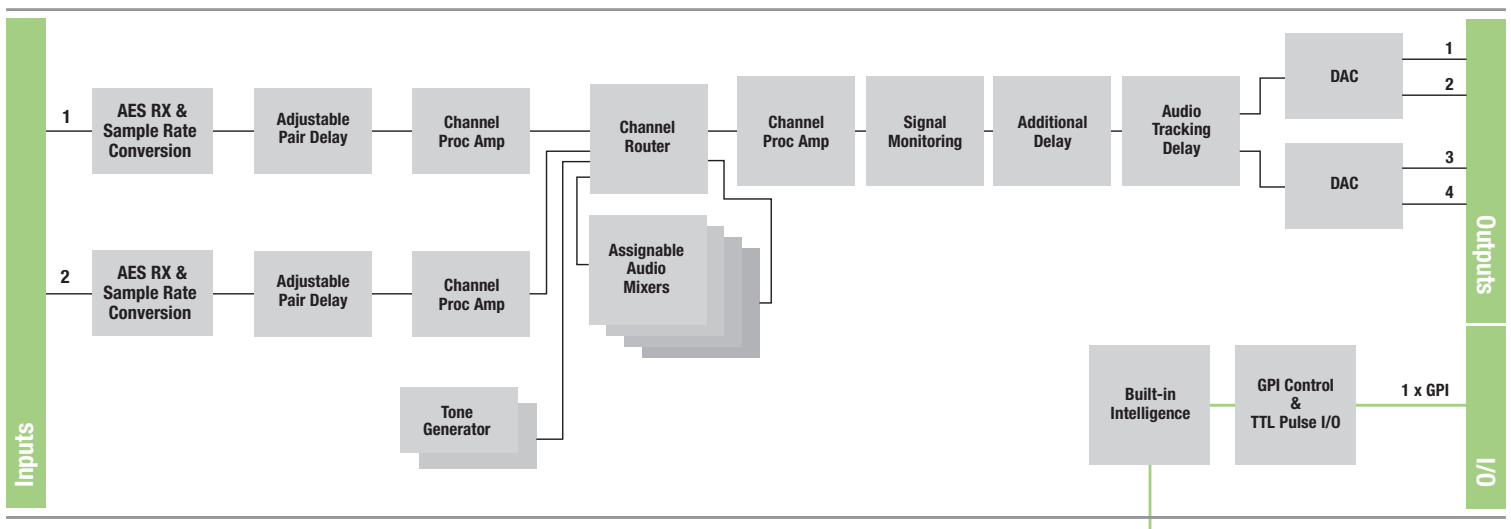 Inputs
1
AES RX &
Sample Rate
Conversion
Adjustable
Pair Delay
Channel
Proc Amp
Channel
Router
Channel
Proc Amp
Signal
Monitoring
Additional
Delay
Audio
Tracking
Delay
DAC
1
2
DAC
3
4
Outputs
2
AES RX &
Sample Rate
Conversion
Adjustable
Pair Delay
Channel
Proc Amp
Assignable
Audio
Mixers
Tone
Generator
Built-in
Intelligence
GPI Control
&
TTL Pulse I/O
1 x GPI
I/O